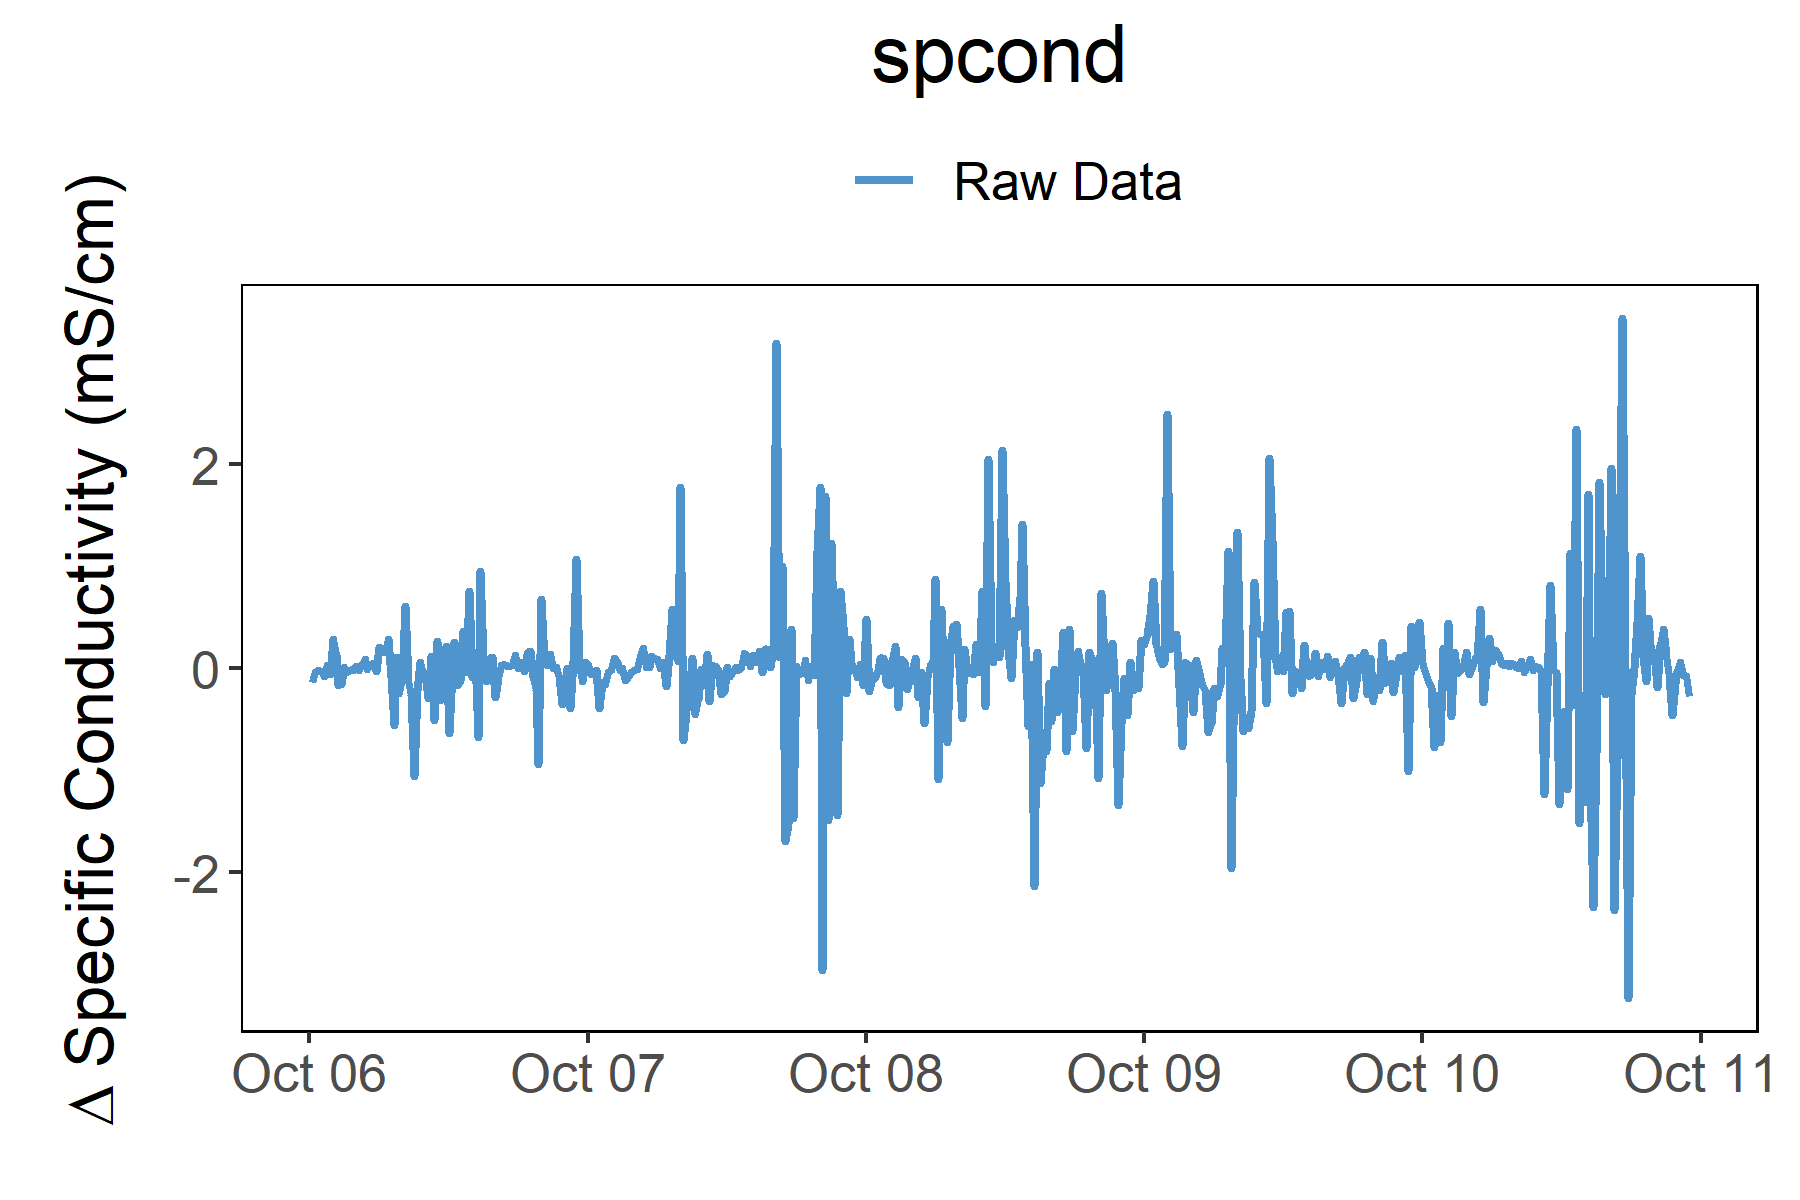 spcond
Raw Data
Δ Specific Conductivity (mS/cm)
2
0
-2
Oct 06
Oct 07
Oct 08
Oct 09
Oct 10
Oct 11